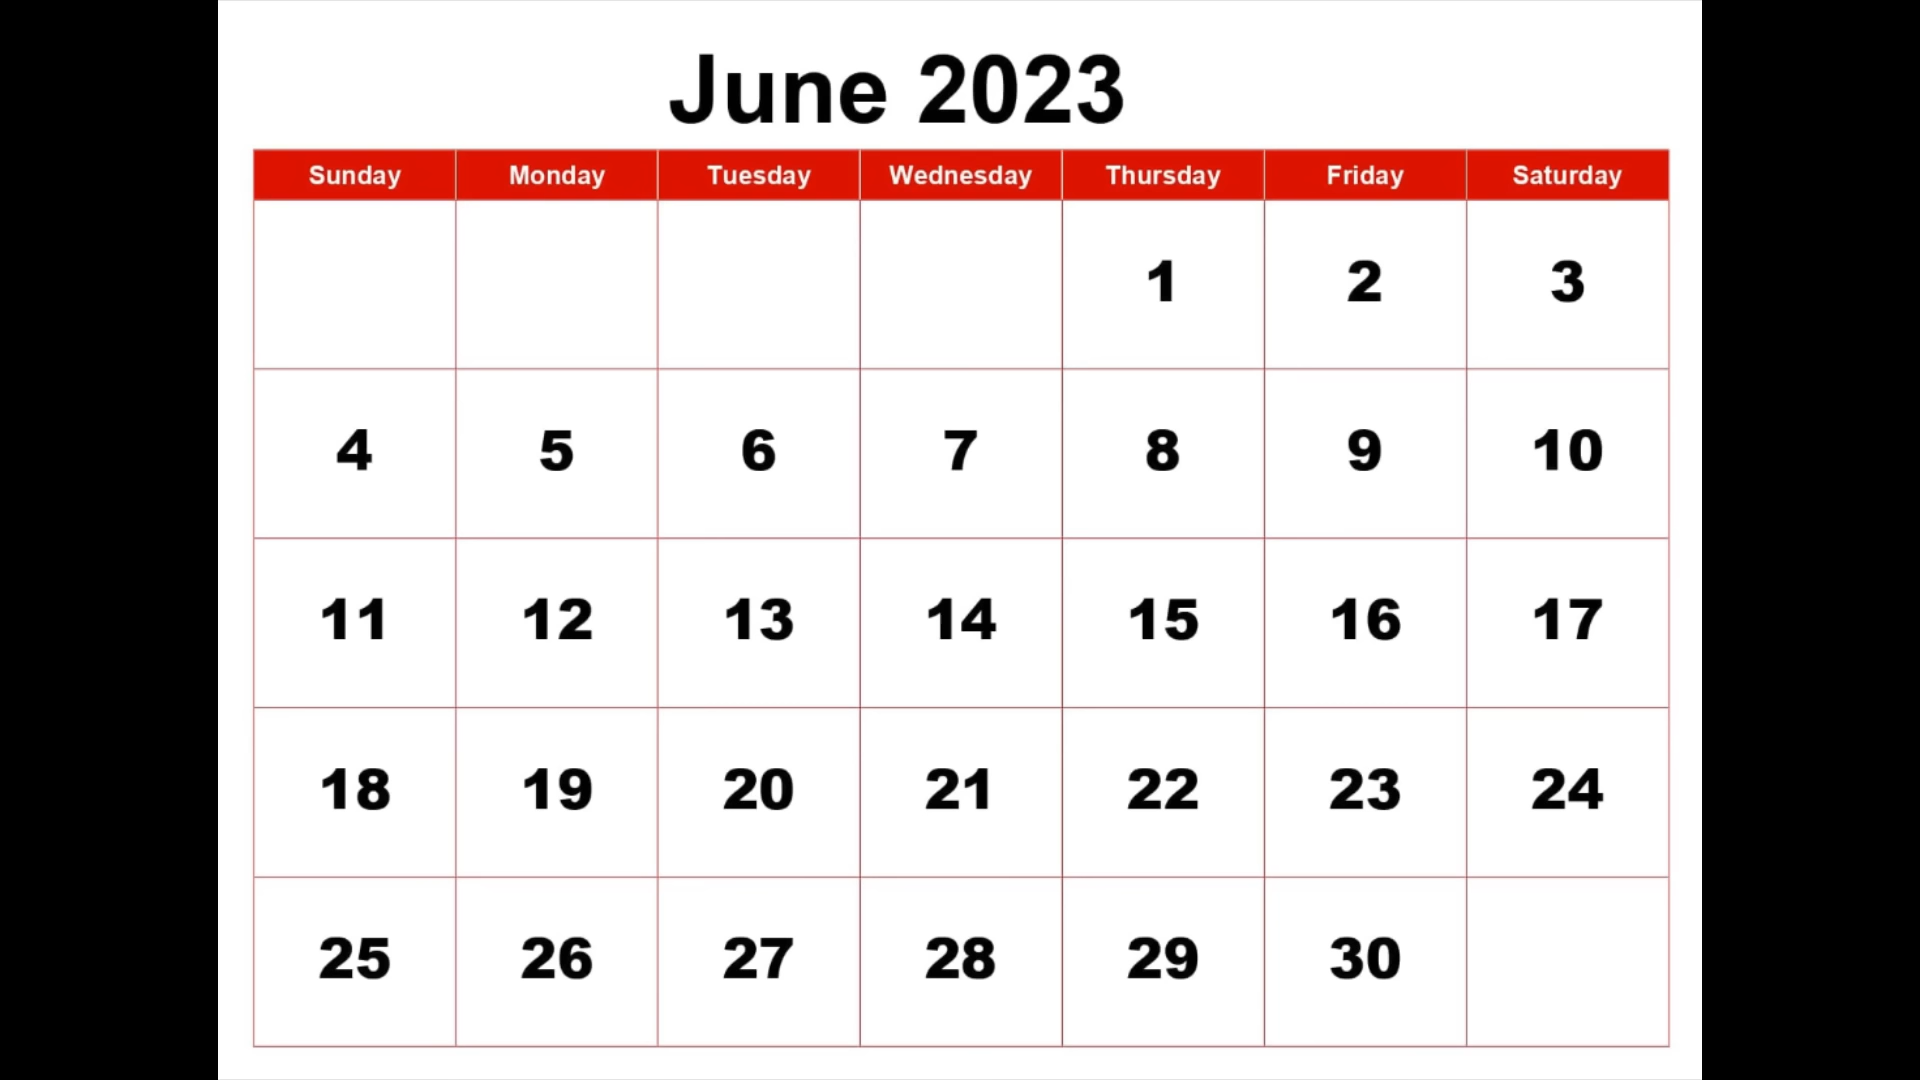 June 2023
Sunday Monday Tuesday Wednesday Thursday Friday Saturday
1 2 3
4 5 6 7 8 9 10
11 12 13 14 15 16 17
18 19 20 21 22 23 24
25 26 27 28 29 30